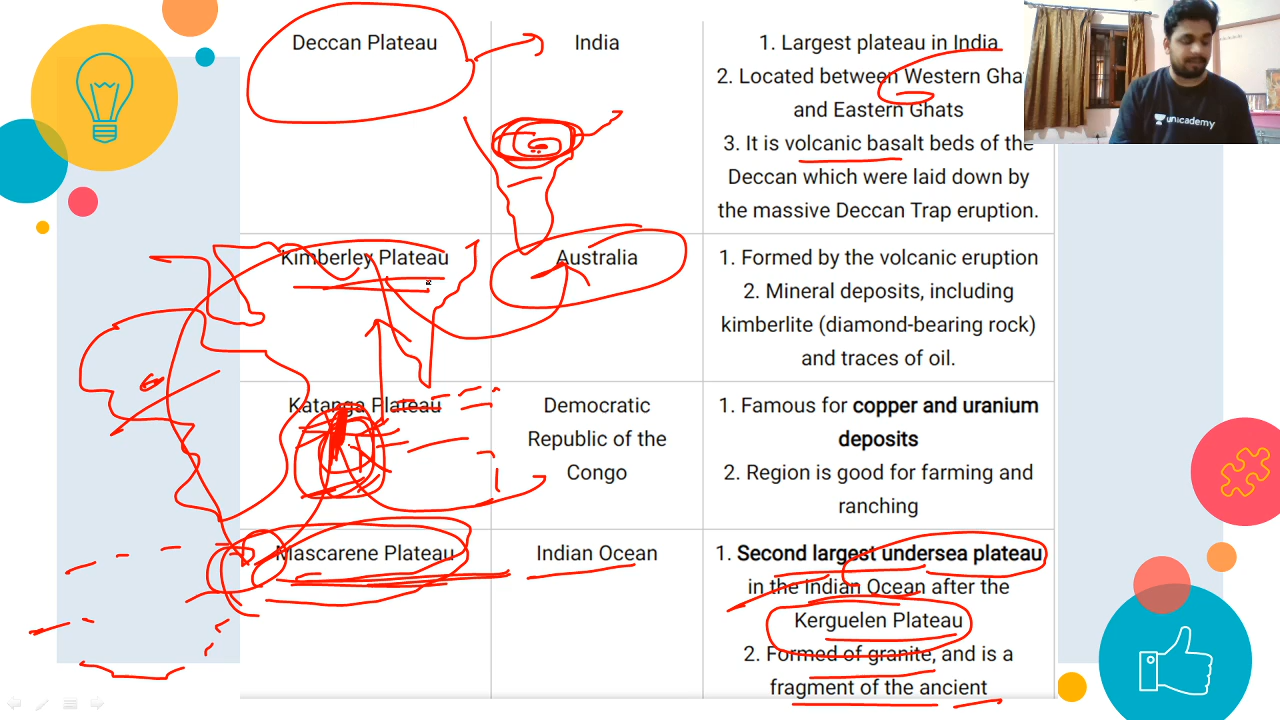 Deccan Plateau
India
1. Largest plateau in India
2. Located between Western Gha
and Eastern Ghats
3. It is volcanic basalt beds of the
Deccan which were laid down by
the massive Deccan Trap eruption.
Kimberley Plateau
Australia
1. Formed by the volcanic eruption
2. Mineral deposits, including
kimberlite (diamond-bearing rock)
and traces of oil.
Katanga Plateau
Democratic
Republic of the
Congo
1. Famous for copper and uranium
deposits
2. Region is good for farming and
ranching
Mascarene Plateau
Indian Ocean
1. Second largest undersea plateau
in the Indian Ocean after the
Kerguelen Plateau
2. Formed of granite, and is a
fragment of the ancient
unacademy